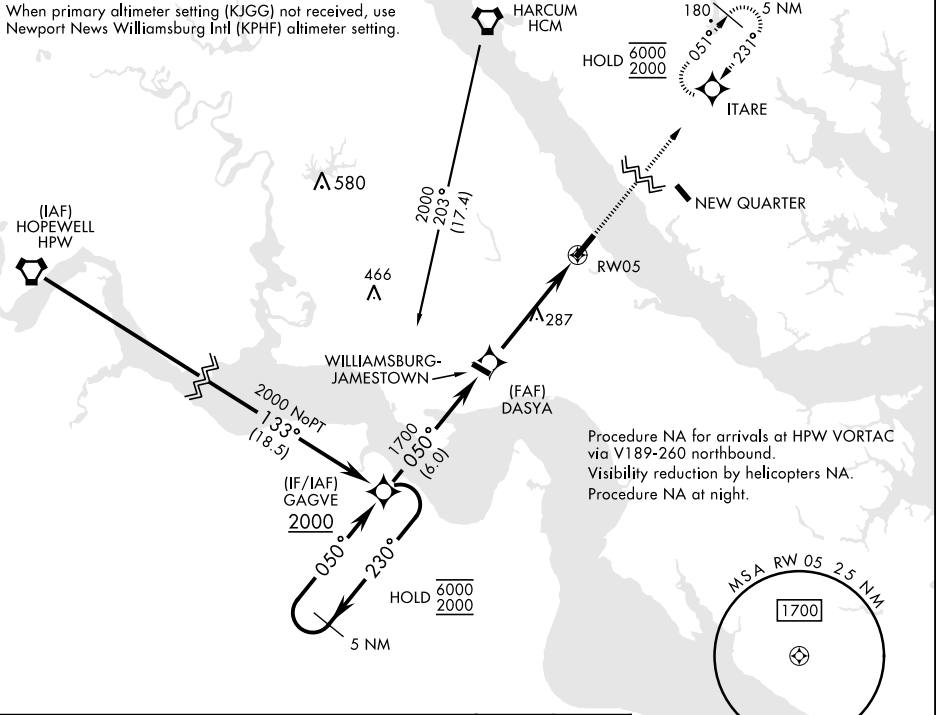 When primary altimeter setting (KJGG) not received, use
Newport News Williamsburg Intl (KPHF) altimeter setting.
HARCUM
HCM
180
5 NM
051°
231°
HOLD 6000
2000
ITARE
580
2000
203°
(17.4)
NEW QUARTER
(IAF)
HOPEWELL
HPW
RW05
466
287
WILLIAMSBURG-
JAMESTOWN
(FAF)
DASYA
2000 NoPT
133°
(18.5)
1700
050°
(6.0)
Procedure NA for arrivals at HPW VORTAC
via V189-260 northbound.
Visibility reduction by helicopters NA.
Procedure NA at night.
(IF/IAF)
GAGVE
2000
050°
230°
HOLD 6000
2000
5 NM
MSA RW 05 25 NM
1700